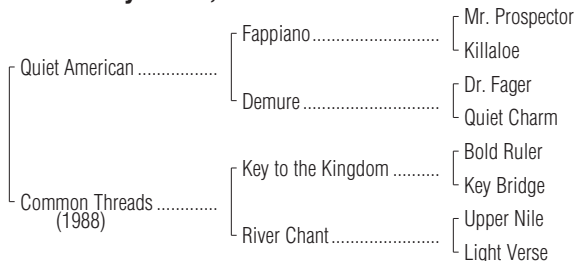 Mr. Prospector
Fappiano
Killaloe
Quiet American
Dr. Fager
Demure
Quiet Charm
Bold Ruler
Key to the Kingdom
Key Bridge
Common Threads
(1988)
Upper Nile
River Chant
Light Verse